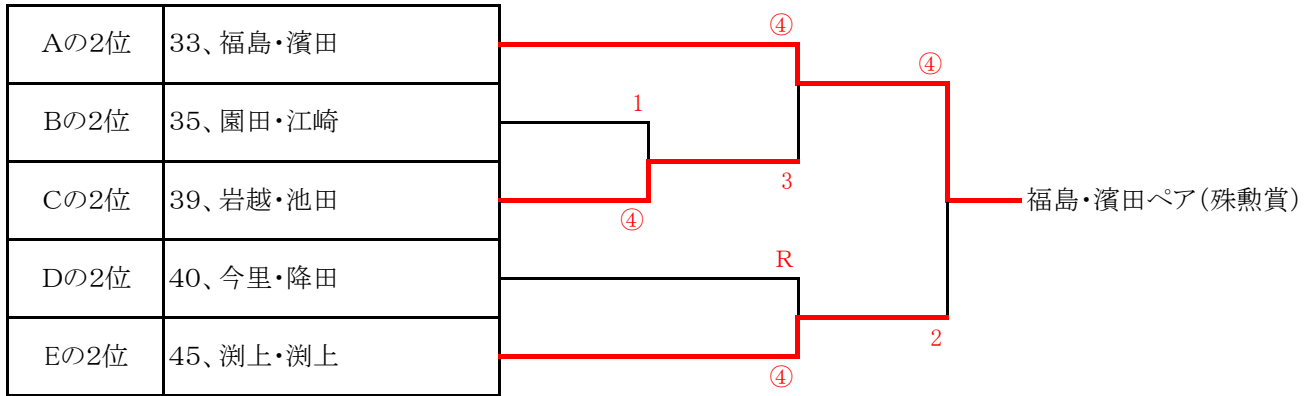 ④
Aの2位 33、福島・濱田
④
1
Bの2位 35、園田・江崎
3
Cの2位 39、岩越・池田
福島・濱田ペア(殊勲賞)
④
R
Dの2位 40、今里・降田
2
Eの2位 45、渕上・渕上
④